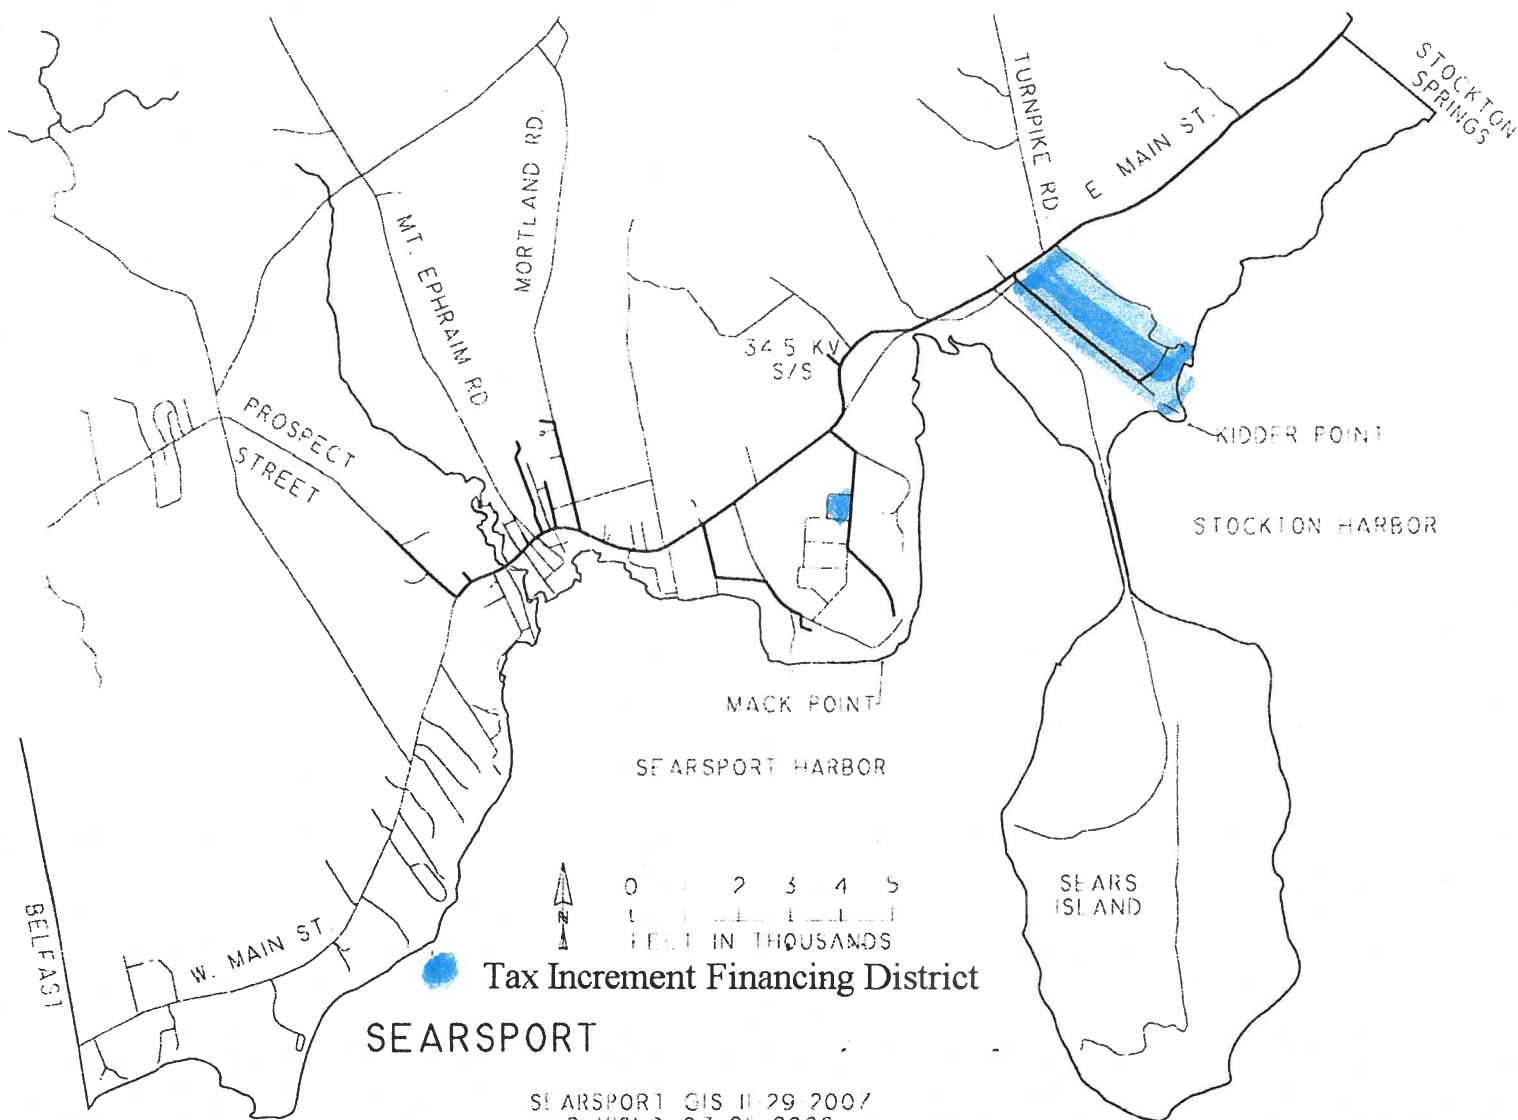 STOCKTON
SPRINGS
TURNPIKE RD.
E MAIN ST.
MORTLAND RD.
MT. EPHRAIM RD
34 5 KV
S/S
PROSPECT
STREET
KIDDER POINT
STOCKTON HARBOR
MACK POINT
SEARSPORT HARBOR
SEARS
ISLAND
BELFAST
W. MAIN ST.
0 2 3 4 5
N
FEET IN THOUSANDS
Tax Increment Financing District
SEARSPORT
SEARSPORT GIS 11-29-2007